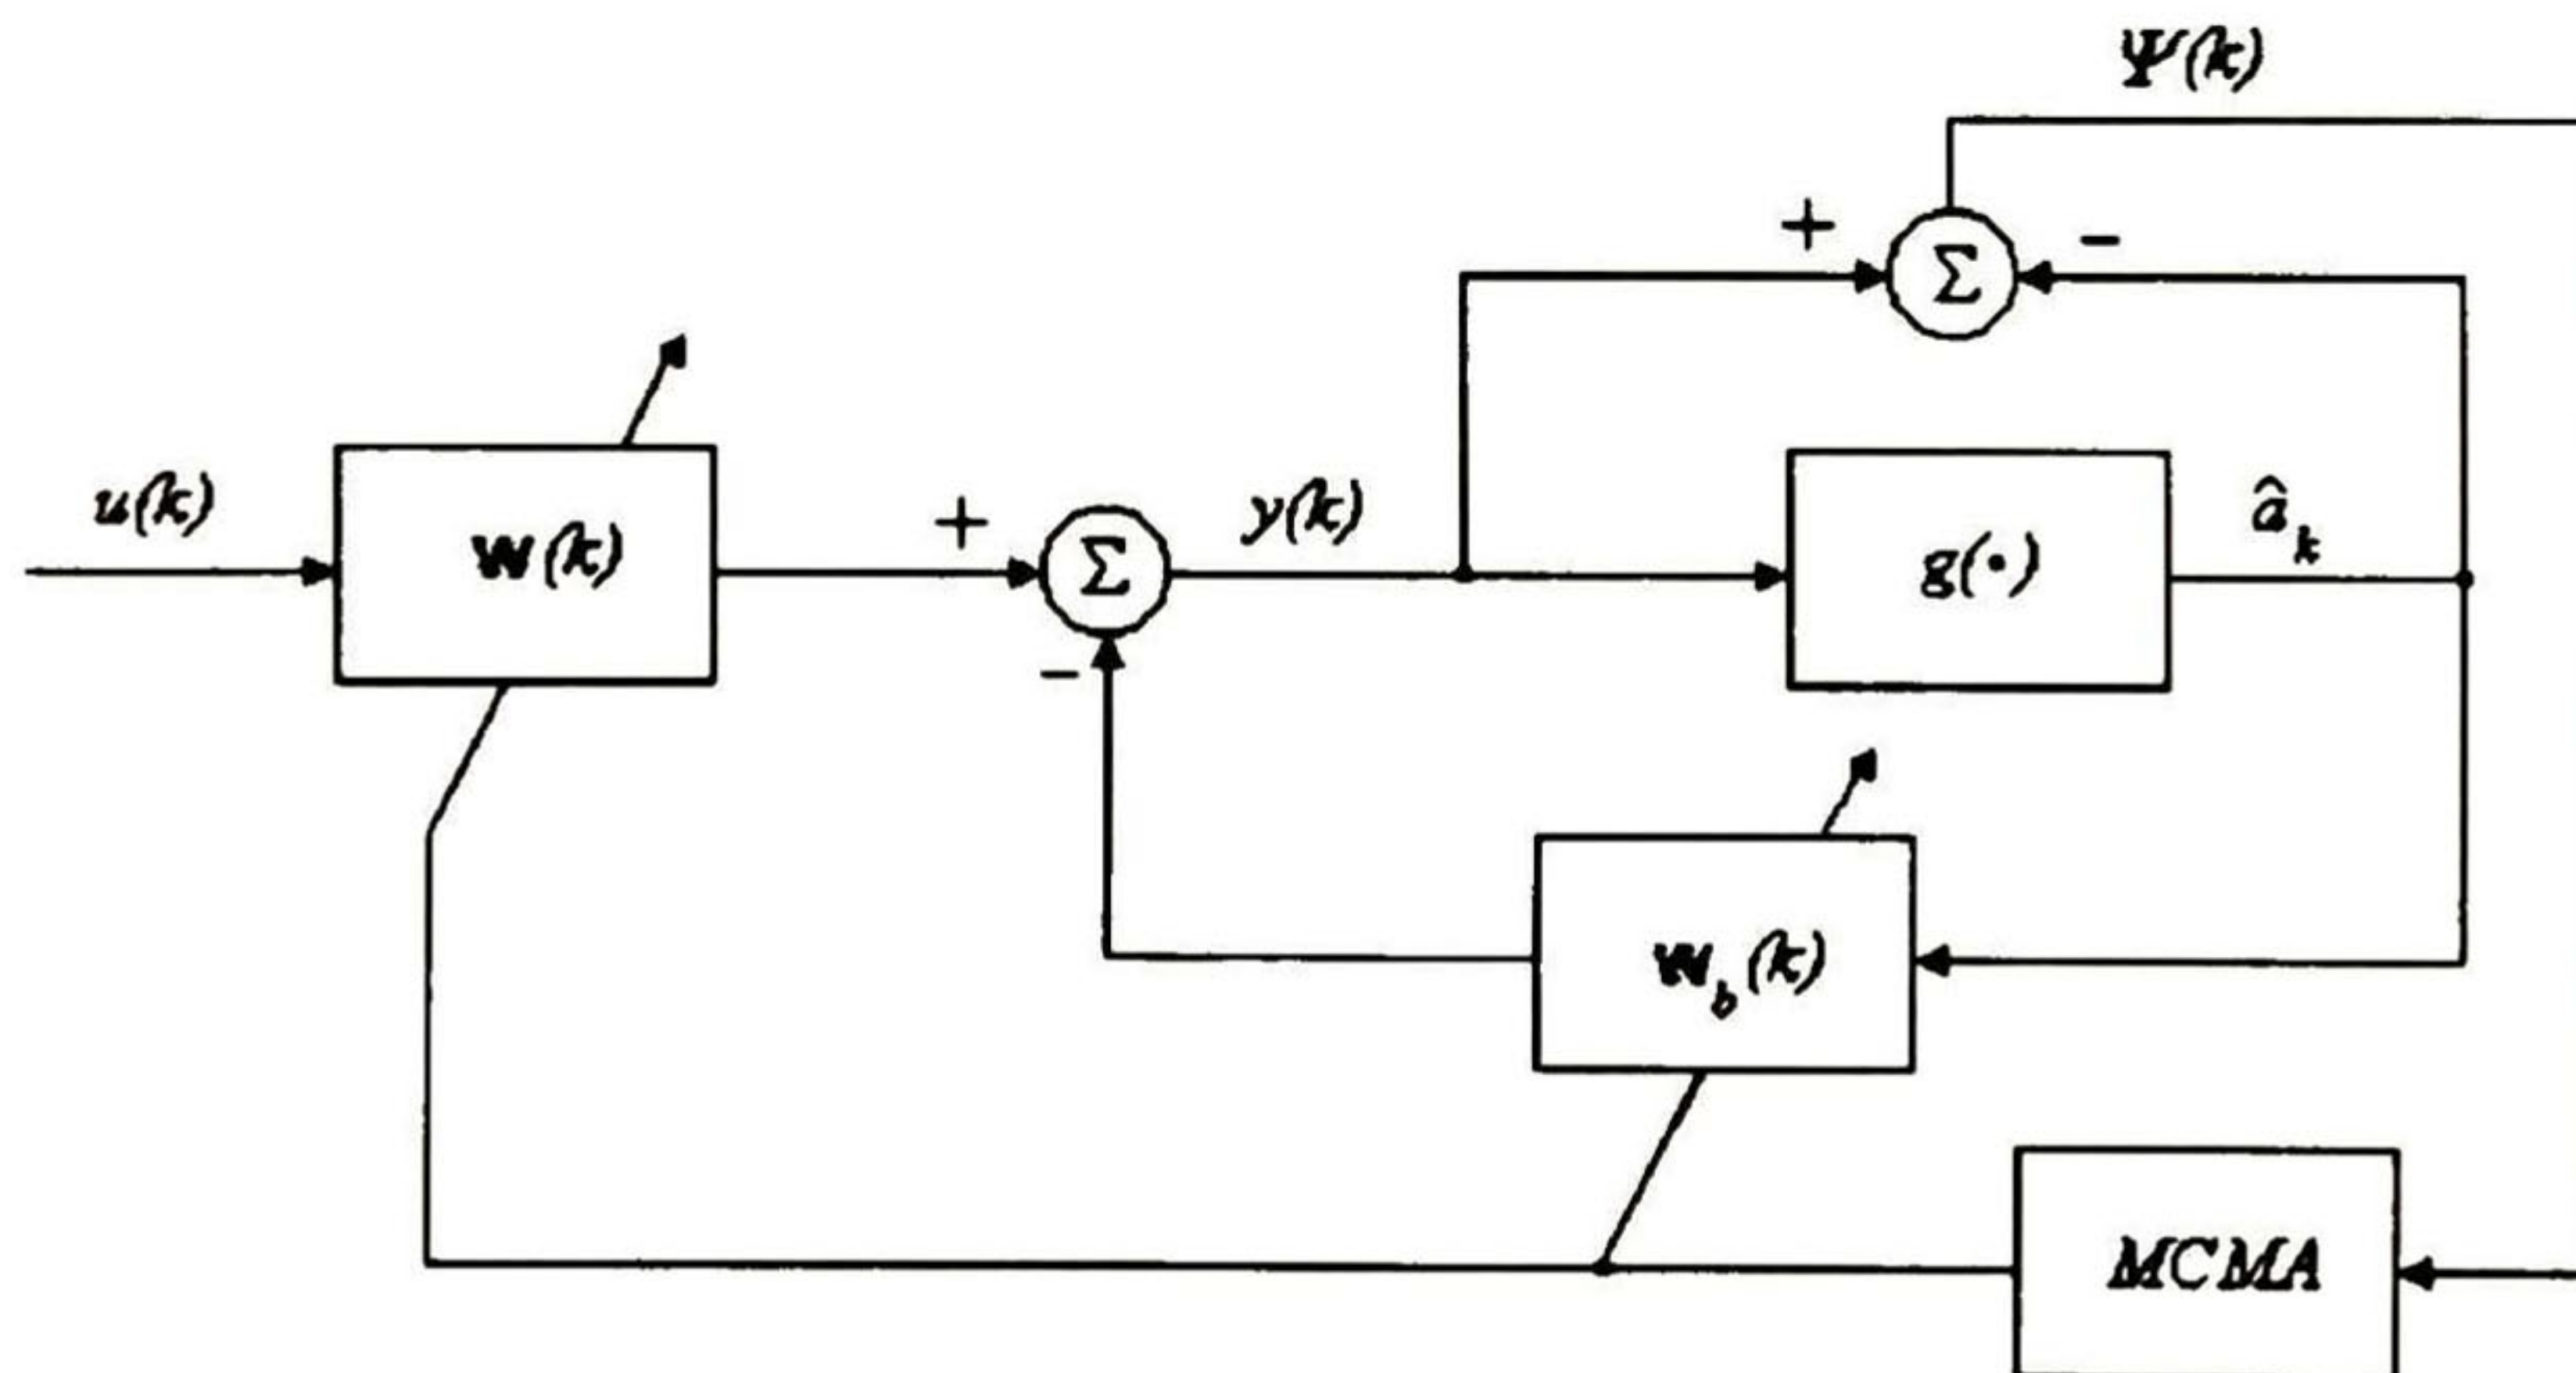 Ψ(k)
+ Σ -
u(k)
w(k)
+ Σ -
y(k)
g(•)
â_k
w_b(k)
MCMA